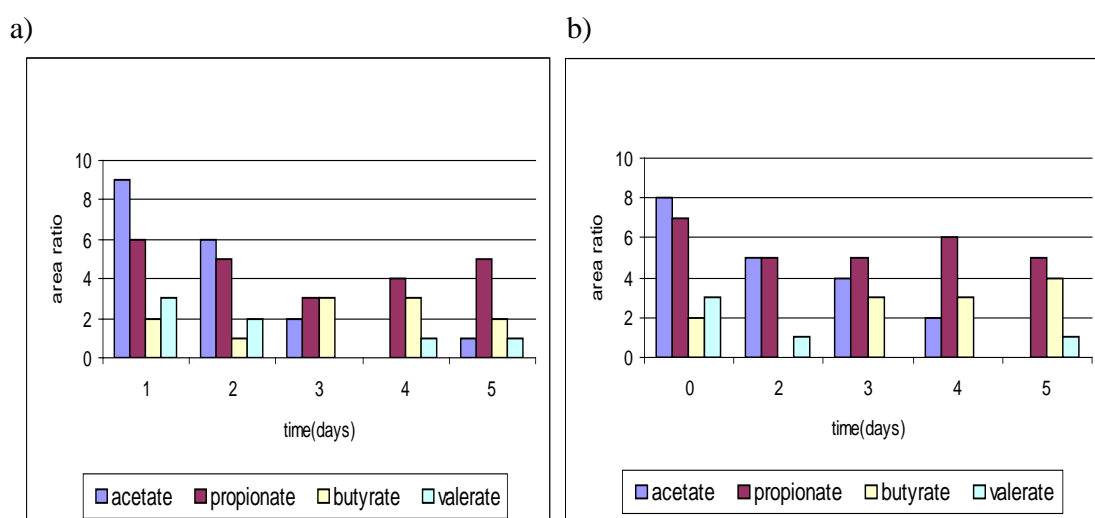 a)
10
8
6
4
2
0
area ratio
1 2 3 4 5
time(days)
acetate propionate butyrate valerate
b)
10
8
6
4
2
0
area ratio
0 2 3 4 5
time(days)
acetate propionate butyrate valerate